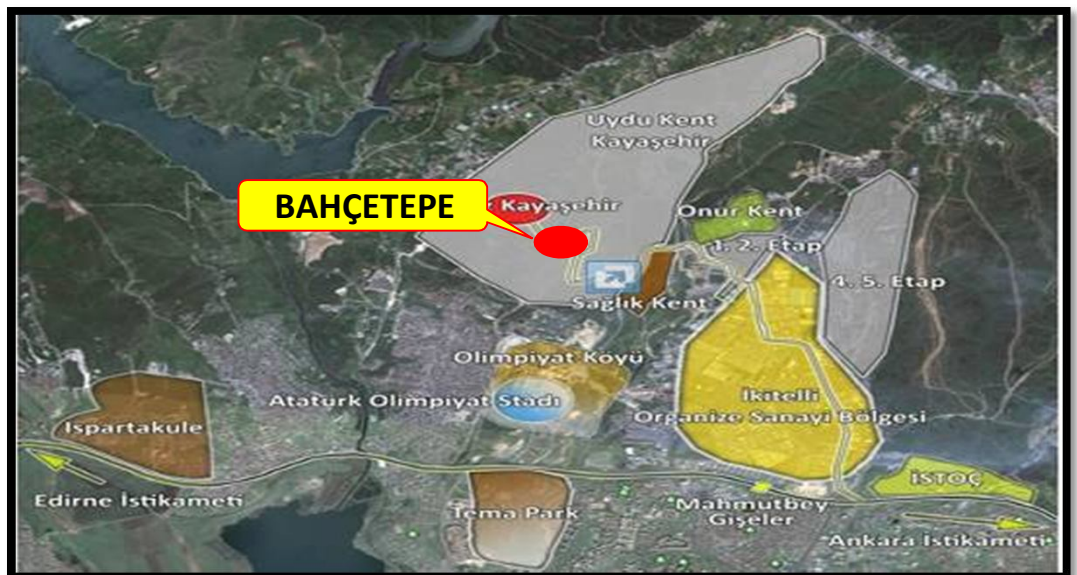 Uydu Kent
Kayaşehir
BAHÇETEPE
Kayaşehir
Onur Kent
1. 2. Etap
4. 5. Etap
Sağlık Kent
Olimpiyat Köyü
Atatürk Olimpiyat Stadı
İkitelli
Organize Sanayi Bölgesi
Ispartakule
İSTOÇ
Edirne İstikameti
Tema Park
Mahmutbey
Gişeler
Ankara İstikameti